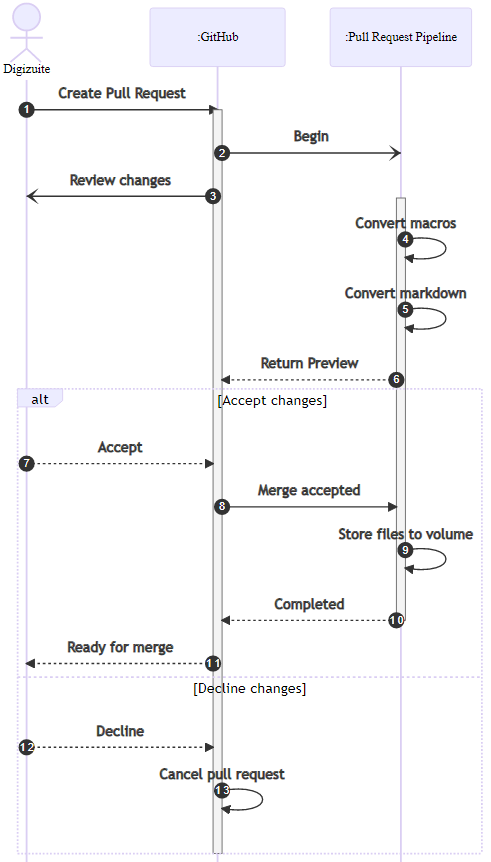 Digizuite
:GitHub
:Pull Request Pipeline
Create Pull Request
1
Begin
2
Review changes
3
Convert macros
4
Convert markdown
5
Return Preview
6
alt
[Accept changes]
Accept
7
Merge accepted
8
Store files to volume
9
Completed
10
Ready for merge
11
[Decline changes]
Decline
12
Cancel pull request
13